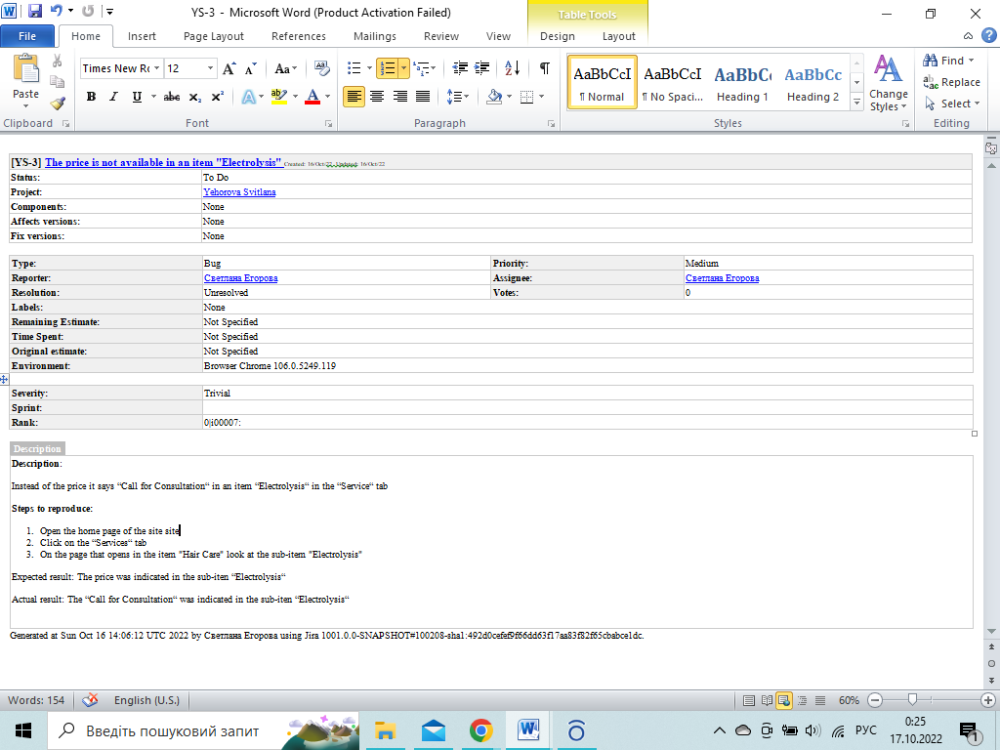 YS-3 - Microsoft Word (Product Activation Failed)
Table Tools
File Home Insert Page Layout References Mailings Review View Design Layout
Times New Ro 12
Paste
AaBbCcI AaBbCcI AaBbC AaBbCc
¶ Normal ¶ No Spaci... Heading 1 Heading 2
Change Styles
Find
Replace
Select
Clipboard Font Paragraph Styles Editing
[YS-3] The price is not available in an item "Electrolysis" Created: 16/Oct/22 Updated: 16/Oct/22
Status: To Do
Project: Yehorova Svitlana
Components: None
Affects versions: None
Fix versions: None
Type: Bug Priority: Medium
Reporter: Светлана Егорова Assignee: Светлана Егорова
Resolution: Unresolved Votes: 0
Labels: None
Remaining Estimate: Not Specified
Time Spent: Not Specified
Original estimate: Not Specified
Environment: Browser Chrome 106.0.5249.119
Severity: Trivial
Sprint:
Rank: 0|i00007:
Description
Description:
Instead of the price it says “Call for Consultation“ in an item “Electrolysis“ in the “Service“ tab
Steps to reproduce:
1. Open the home page of the site site
2. Click on the “Services“ tab
3. On the page that opens in the item "Hair Care" look at the sub-item "Electrolysis"
Expected result: The price was indicated in the sub-item “Electrolysis“
Actual result: The “Call for Consultation“ was indicated in the sub-iten “Electrolysis“
Generated at Sun Oct 16 14:06:12 UTC 2022 by Светлана Егорова using Jira 1001.0.0-SNAPSHOT#100208-sha1:492d0cefef9f66dd63f17aa83f82f65cbabce1dc.
Words: 154 English (U.S.) 60%
Введіть пошуковий запит
РУС
0:25
17.10.2022
1